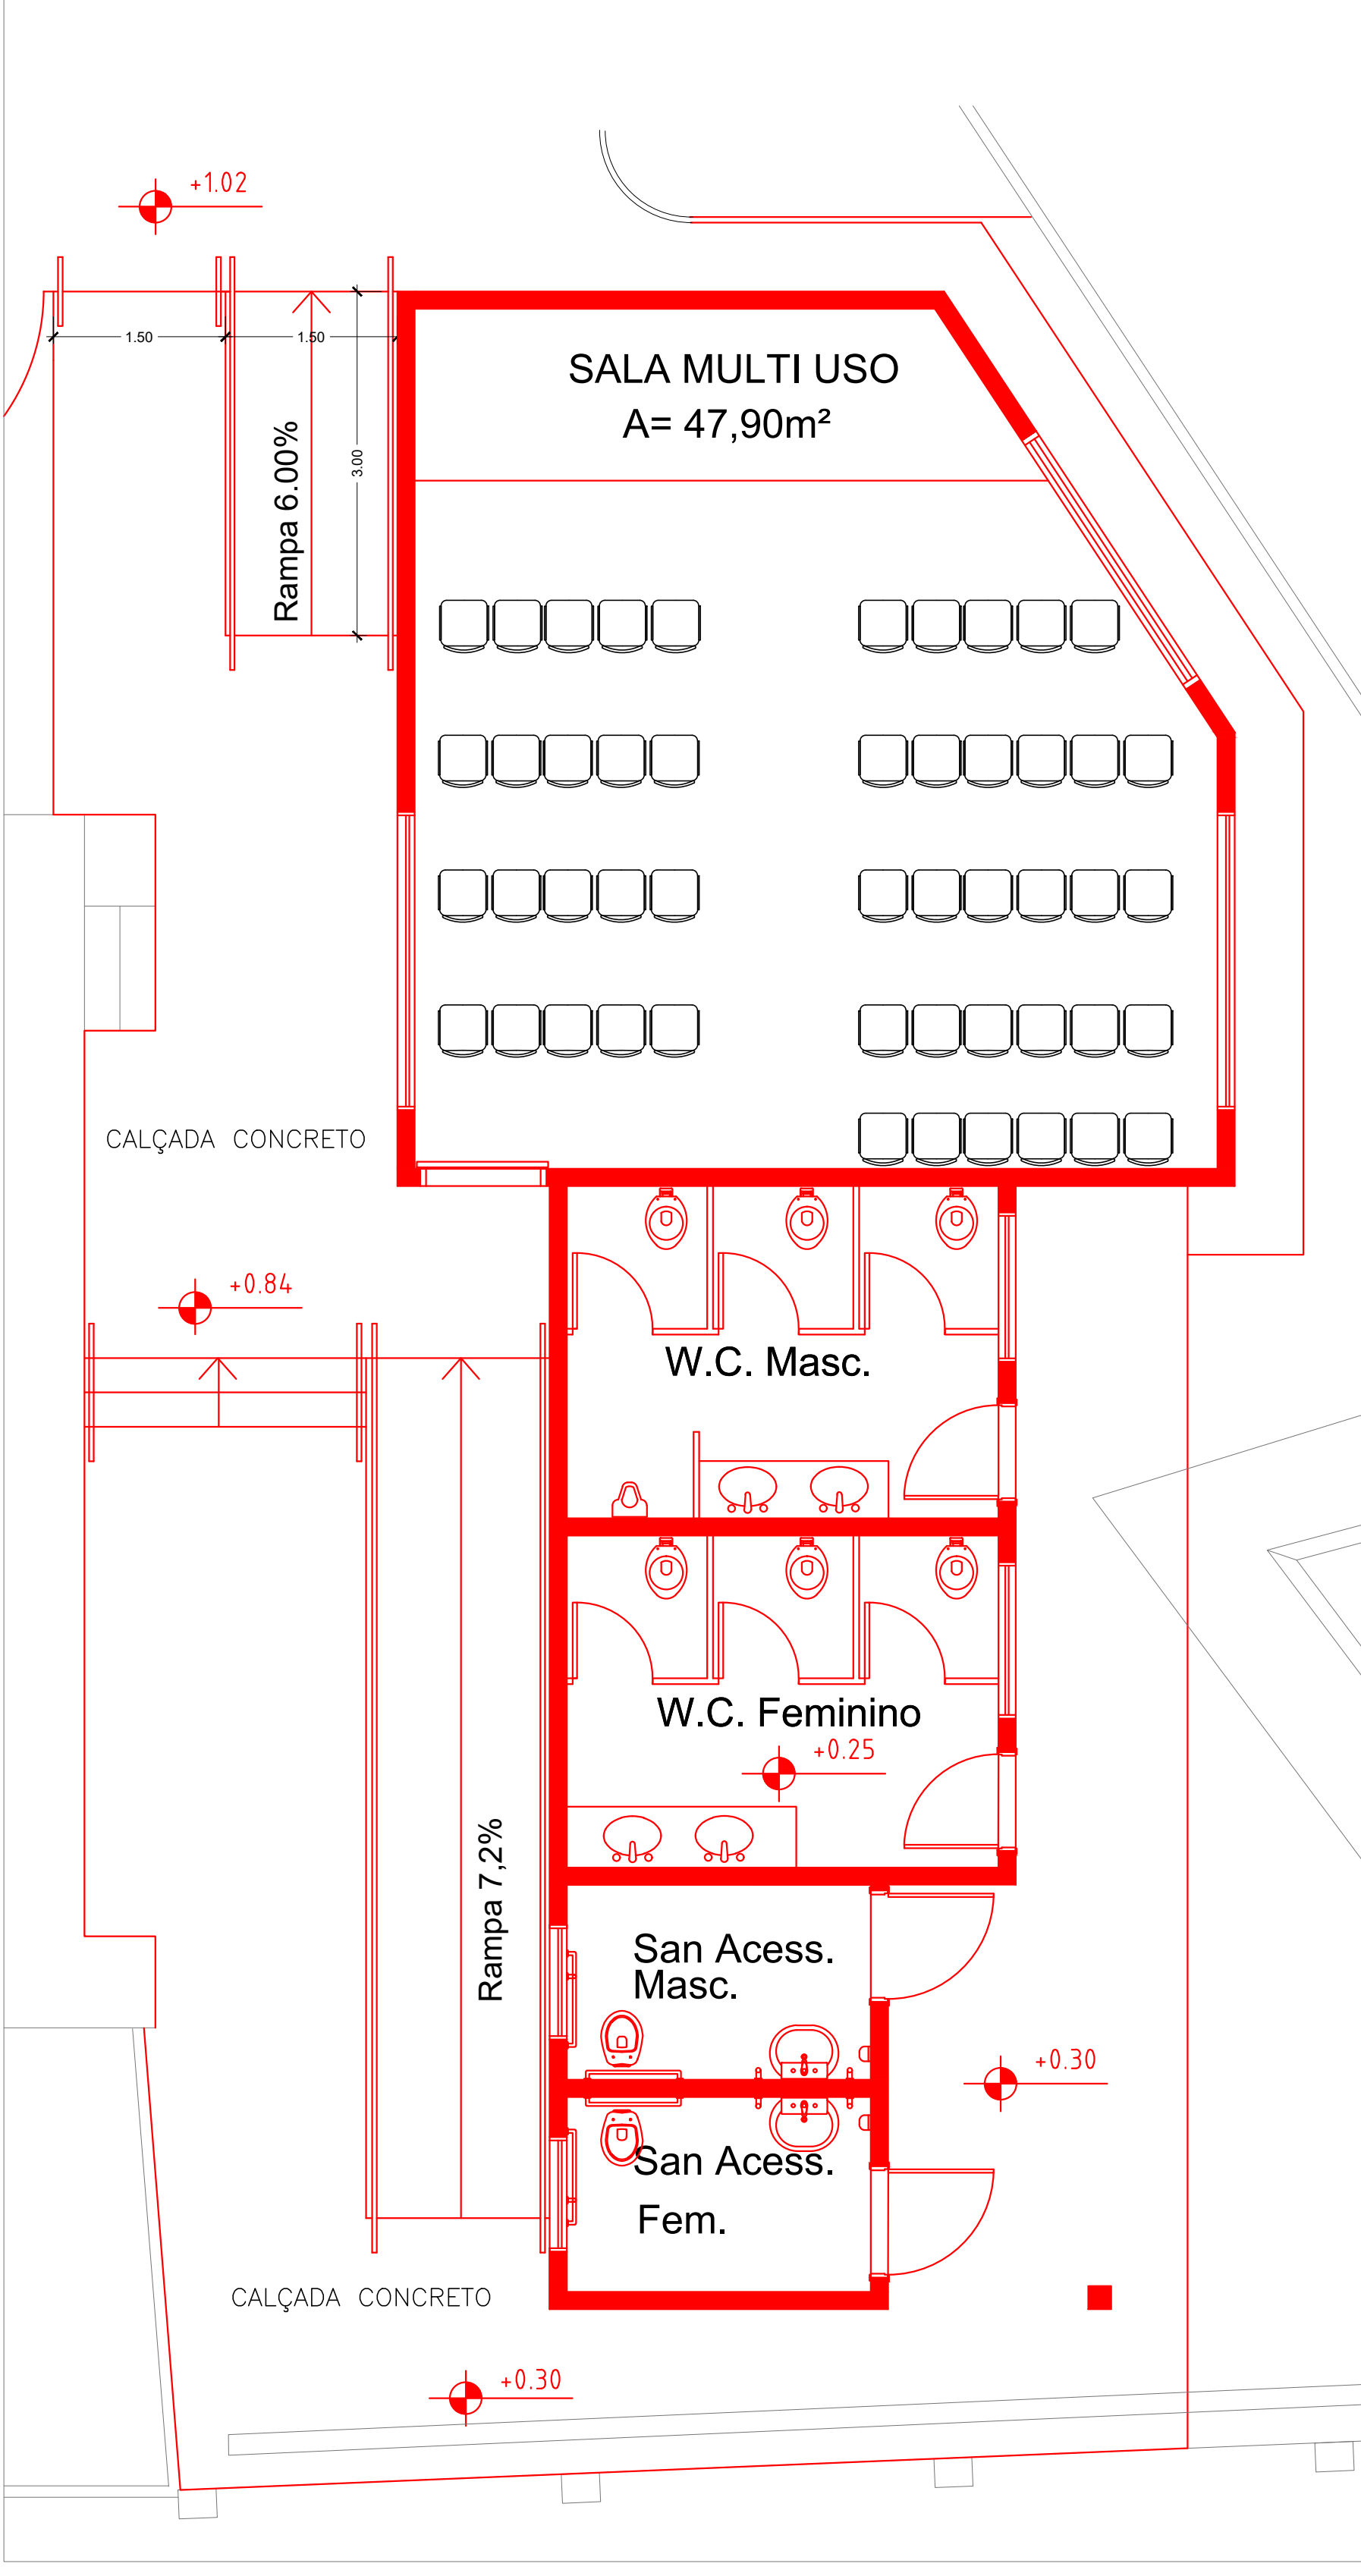 +1.02
1.50
1.50
SALA MULTI USO
A= 47,90m²
Rampa 6.00%
3.00
CALÇADA CONCRETO
+0.84
W.C. Masc.
W.C. Feminino
+0.25
Rampa 7,2%
San Acess.
Masc.
+0.30
San Acess.
Fem.
CALÇADA CONCRETO
+0.30